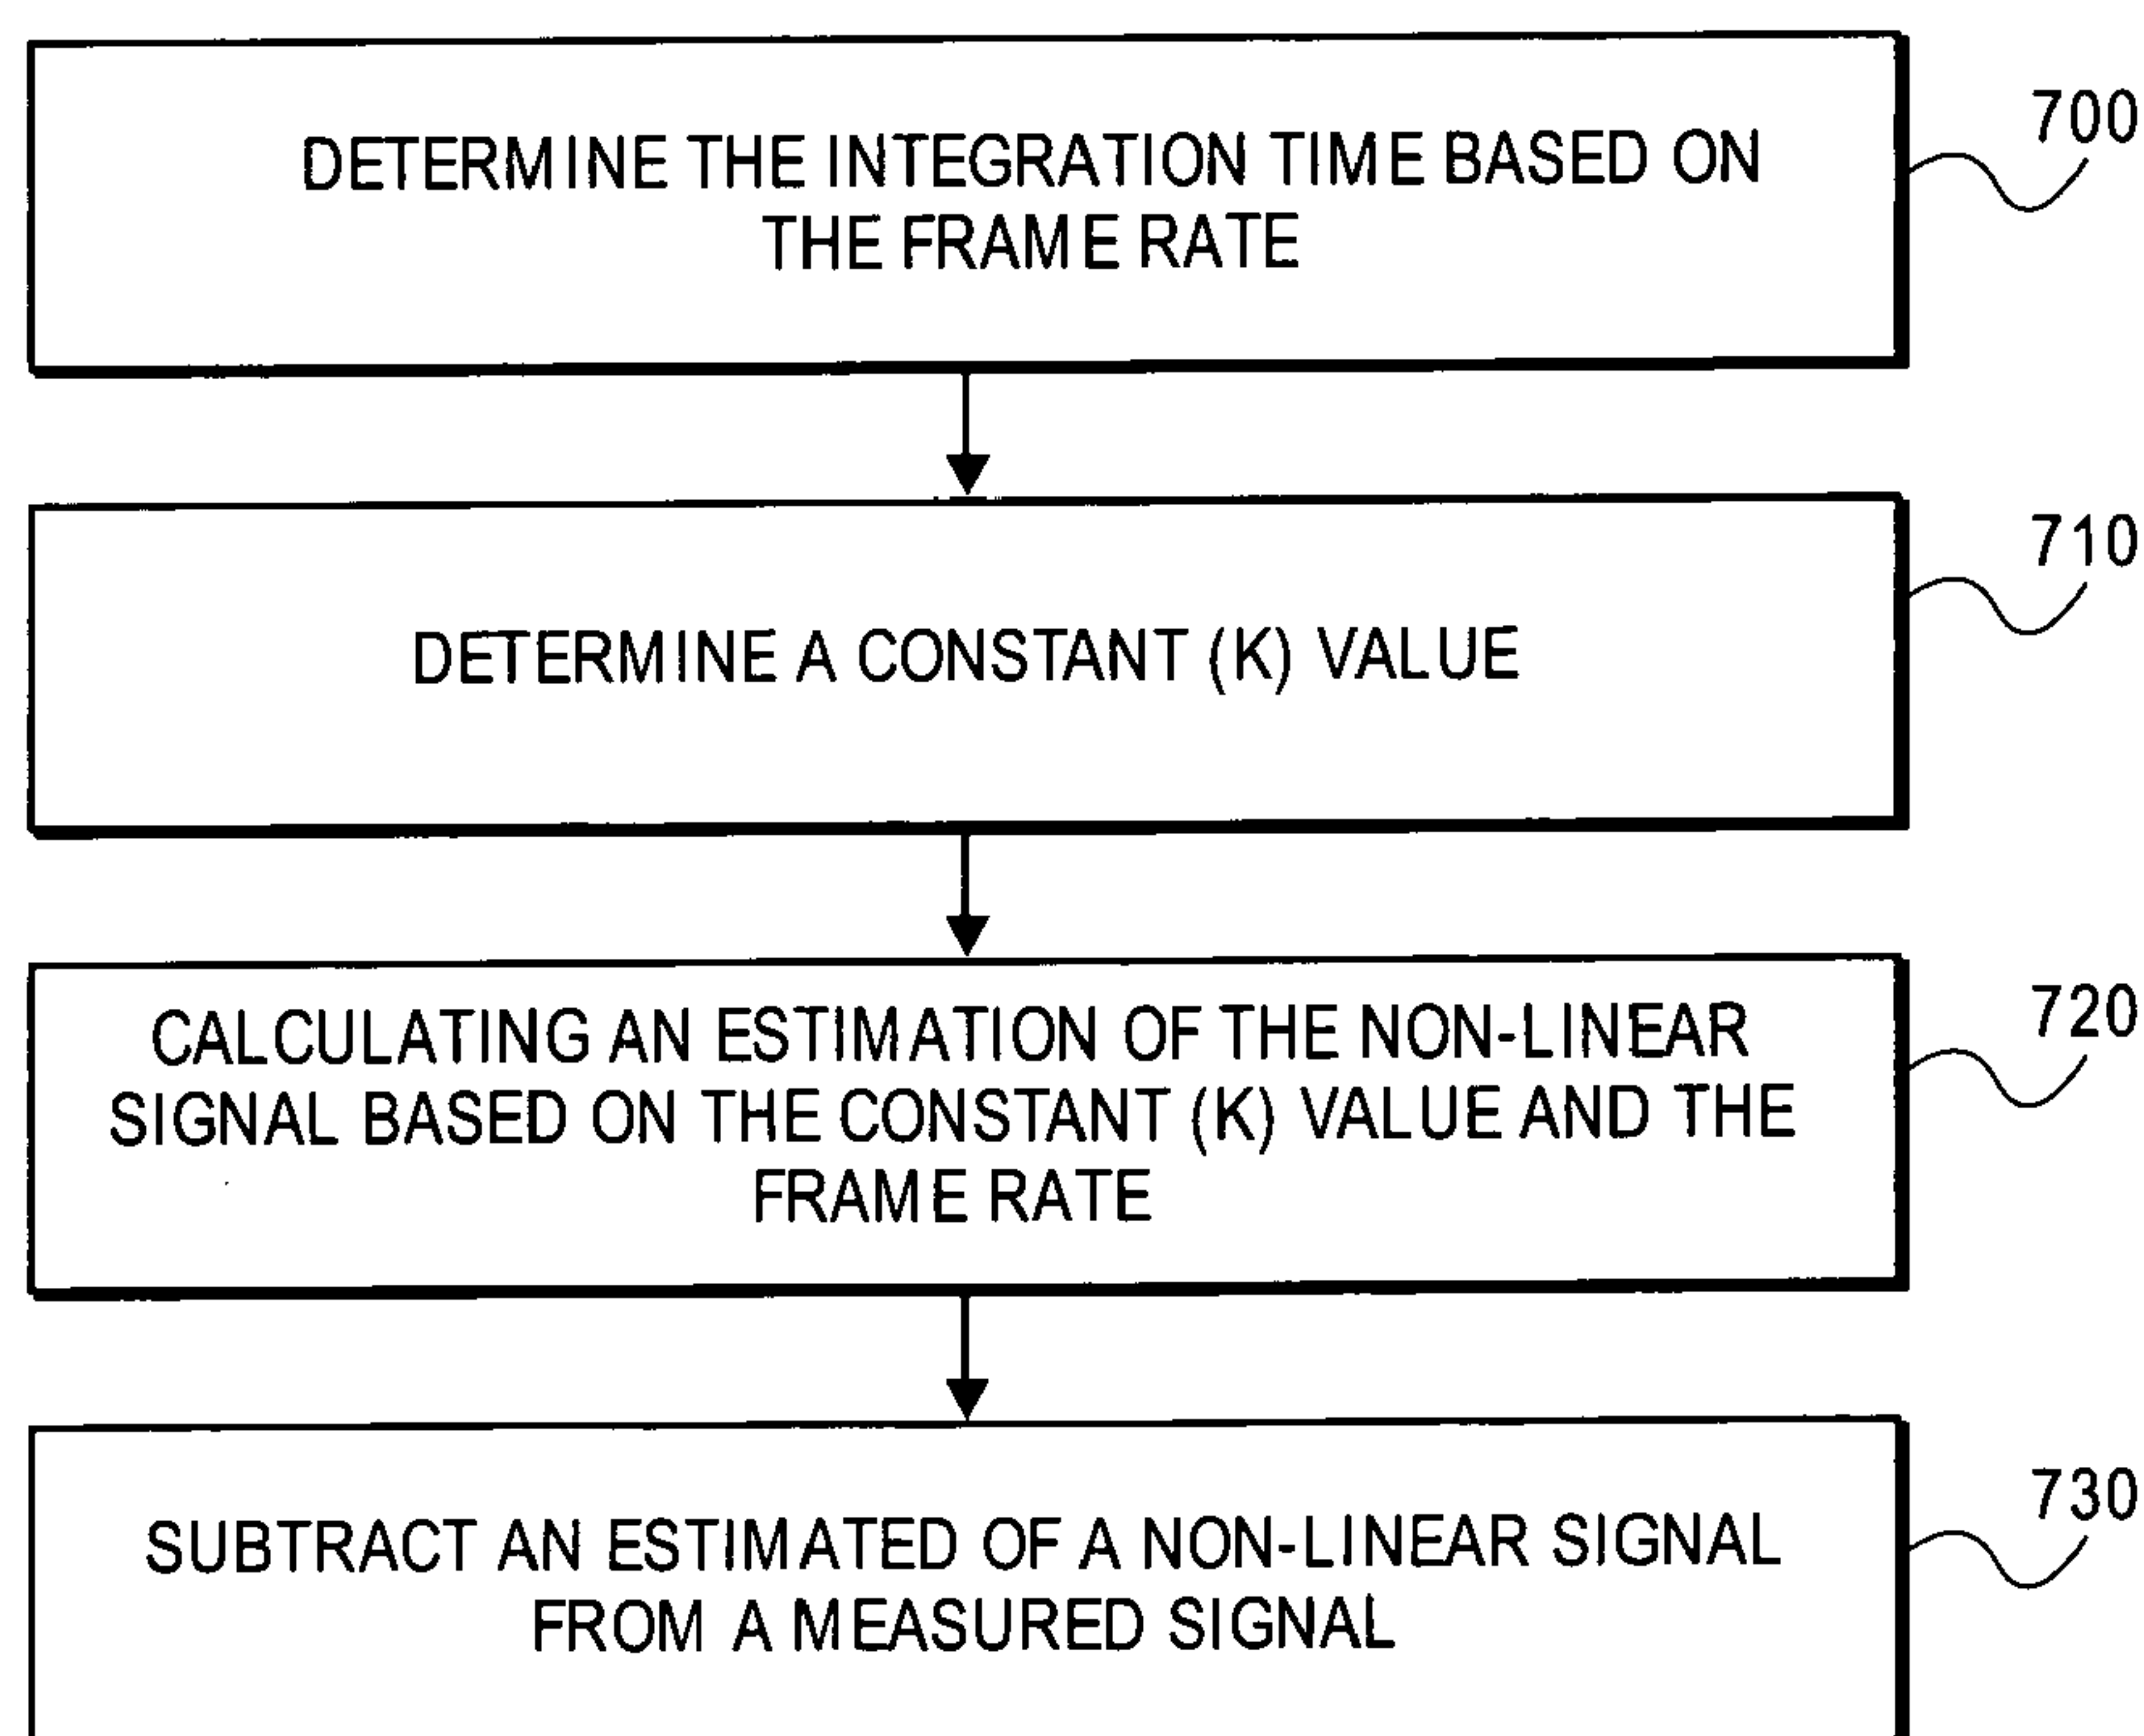 700
DETERMINE THE INTEGRATION TIME BASED ON
THE FRAME RATE
710
DETERMINE A CONSTANT (K) VALUE
720
CALCULATING AN ESTIMATION OF THE NON-LINEAR
SIGNAL BASED ON THE CONSTANT (K) VALUE AND THE
FRAME RATE
730
SUBTRACT AN ESTIMATED OF A NON-LINEAR SIGNAL
FROM A MEASURED SIGNAL